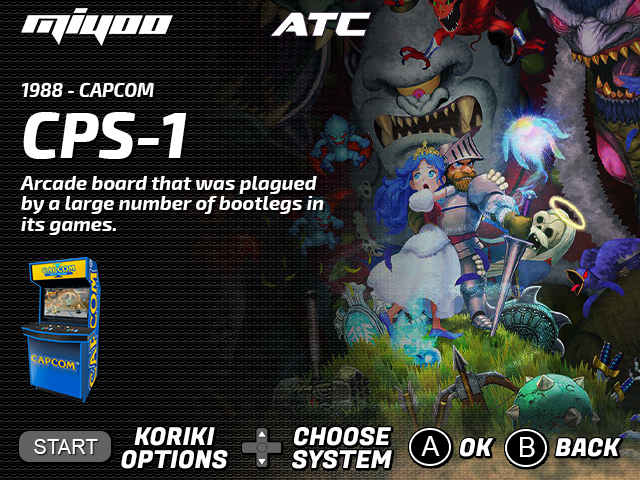 miyoo
ATC
1988 - CAPCOM
CPS-1
Arcade board that was plagued
by a large number of bootlegs in
its games.
CAPCOM
CAPCOM
CAPCOM
START
KORIKI
OPTIONS
CHOOSE
SYSTEM
A
OK
B
BACK